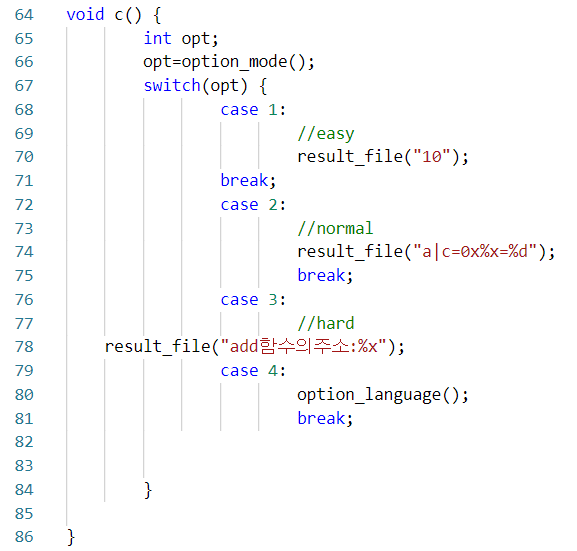 64 void c() {
65 int opt;
66 opt=option_mode();
67 switch(opt) {
68 case 1:
69 //easy
70 result_file("10");
71 break;
72 case 2:
73 //normal
74 result_file("a|c=0x%x=%d");
75 break;
76 case 3:
77 //hard
78 result_file("add함수의주소:%x");
79 case 4:
80 option_language();
81 break;
82
83
84 }
85
86 }